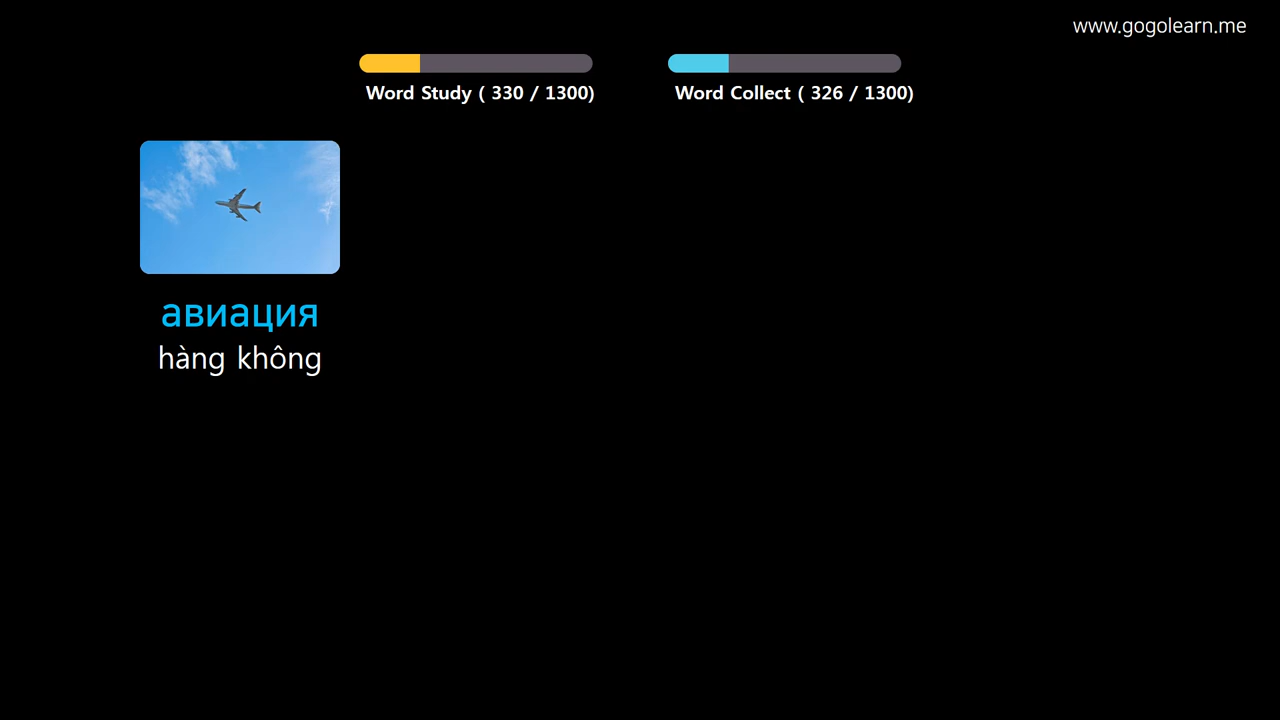 www.gogolearn.me
Word Study ( 330 / 1300)
Word Collect ( 326 / 1300)
авиация
hàng không